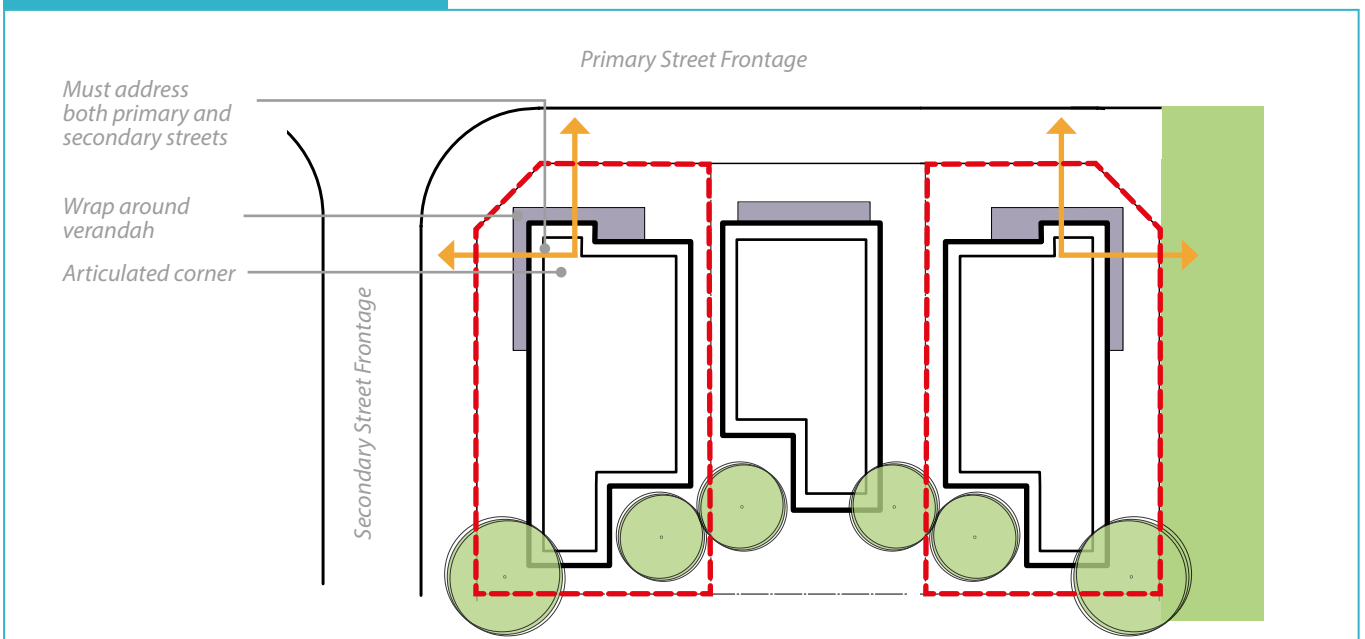 Primary Street Frontage
Must address
both primary and
secondary streets
Wrap around
verandah
Articulated corner
Secondary Street Frontage